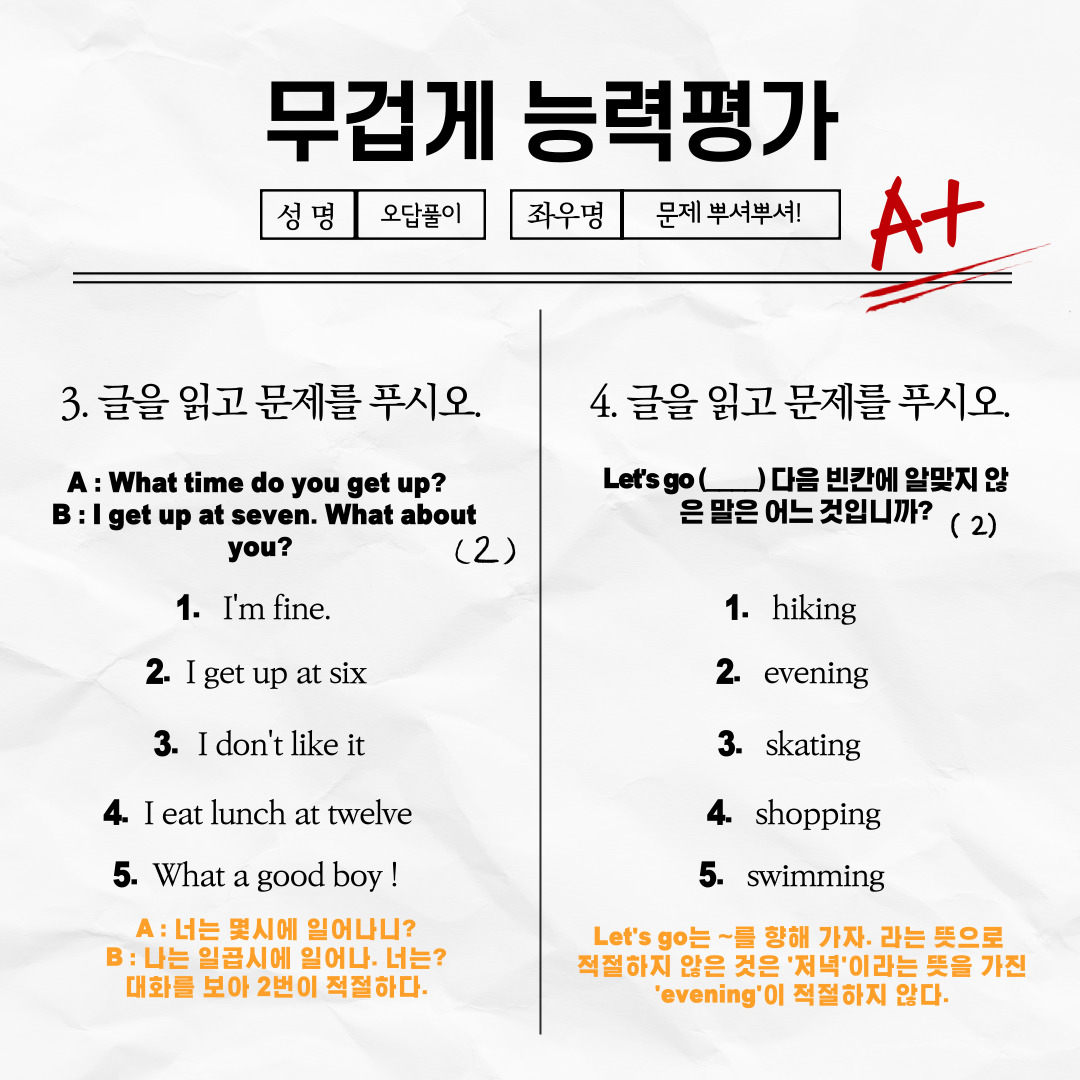 무겁게 능력평가
성 명 오답풀이 좌우명 문제 뿌셔뿌셔!
A+
3. 글을 읽고 문제를 푸시오.
A : What time do you get up?
B : I get up at seven. What about
you?
(2)
1. I'm fine.
2. I get up at six
3. I don't like it
4. I eat lunch at twelve
5. What a good boy !
A : 너는 몇시에 일어나니?
B : 나는 일곱시에 일어나. 너는?
대화를 보아 2번이 적절하다.
4. 글을 읽고 문제를 푸시오.
Let's go (____) 다음 빈칸에 알맞지 않
은 말은 어느 것입니까?
(2)
1. hiking
2. evening
3. skating
4. shopping
5. swimming
Let's go는 ~를 향해 가자. 라는 뜻으로
적절하지 않은 것은 '저녁'이라는 뜻을 가진
'evening'이 적절하지 않다.